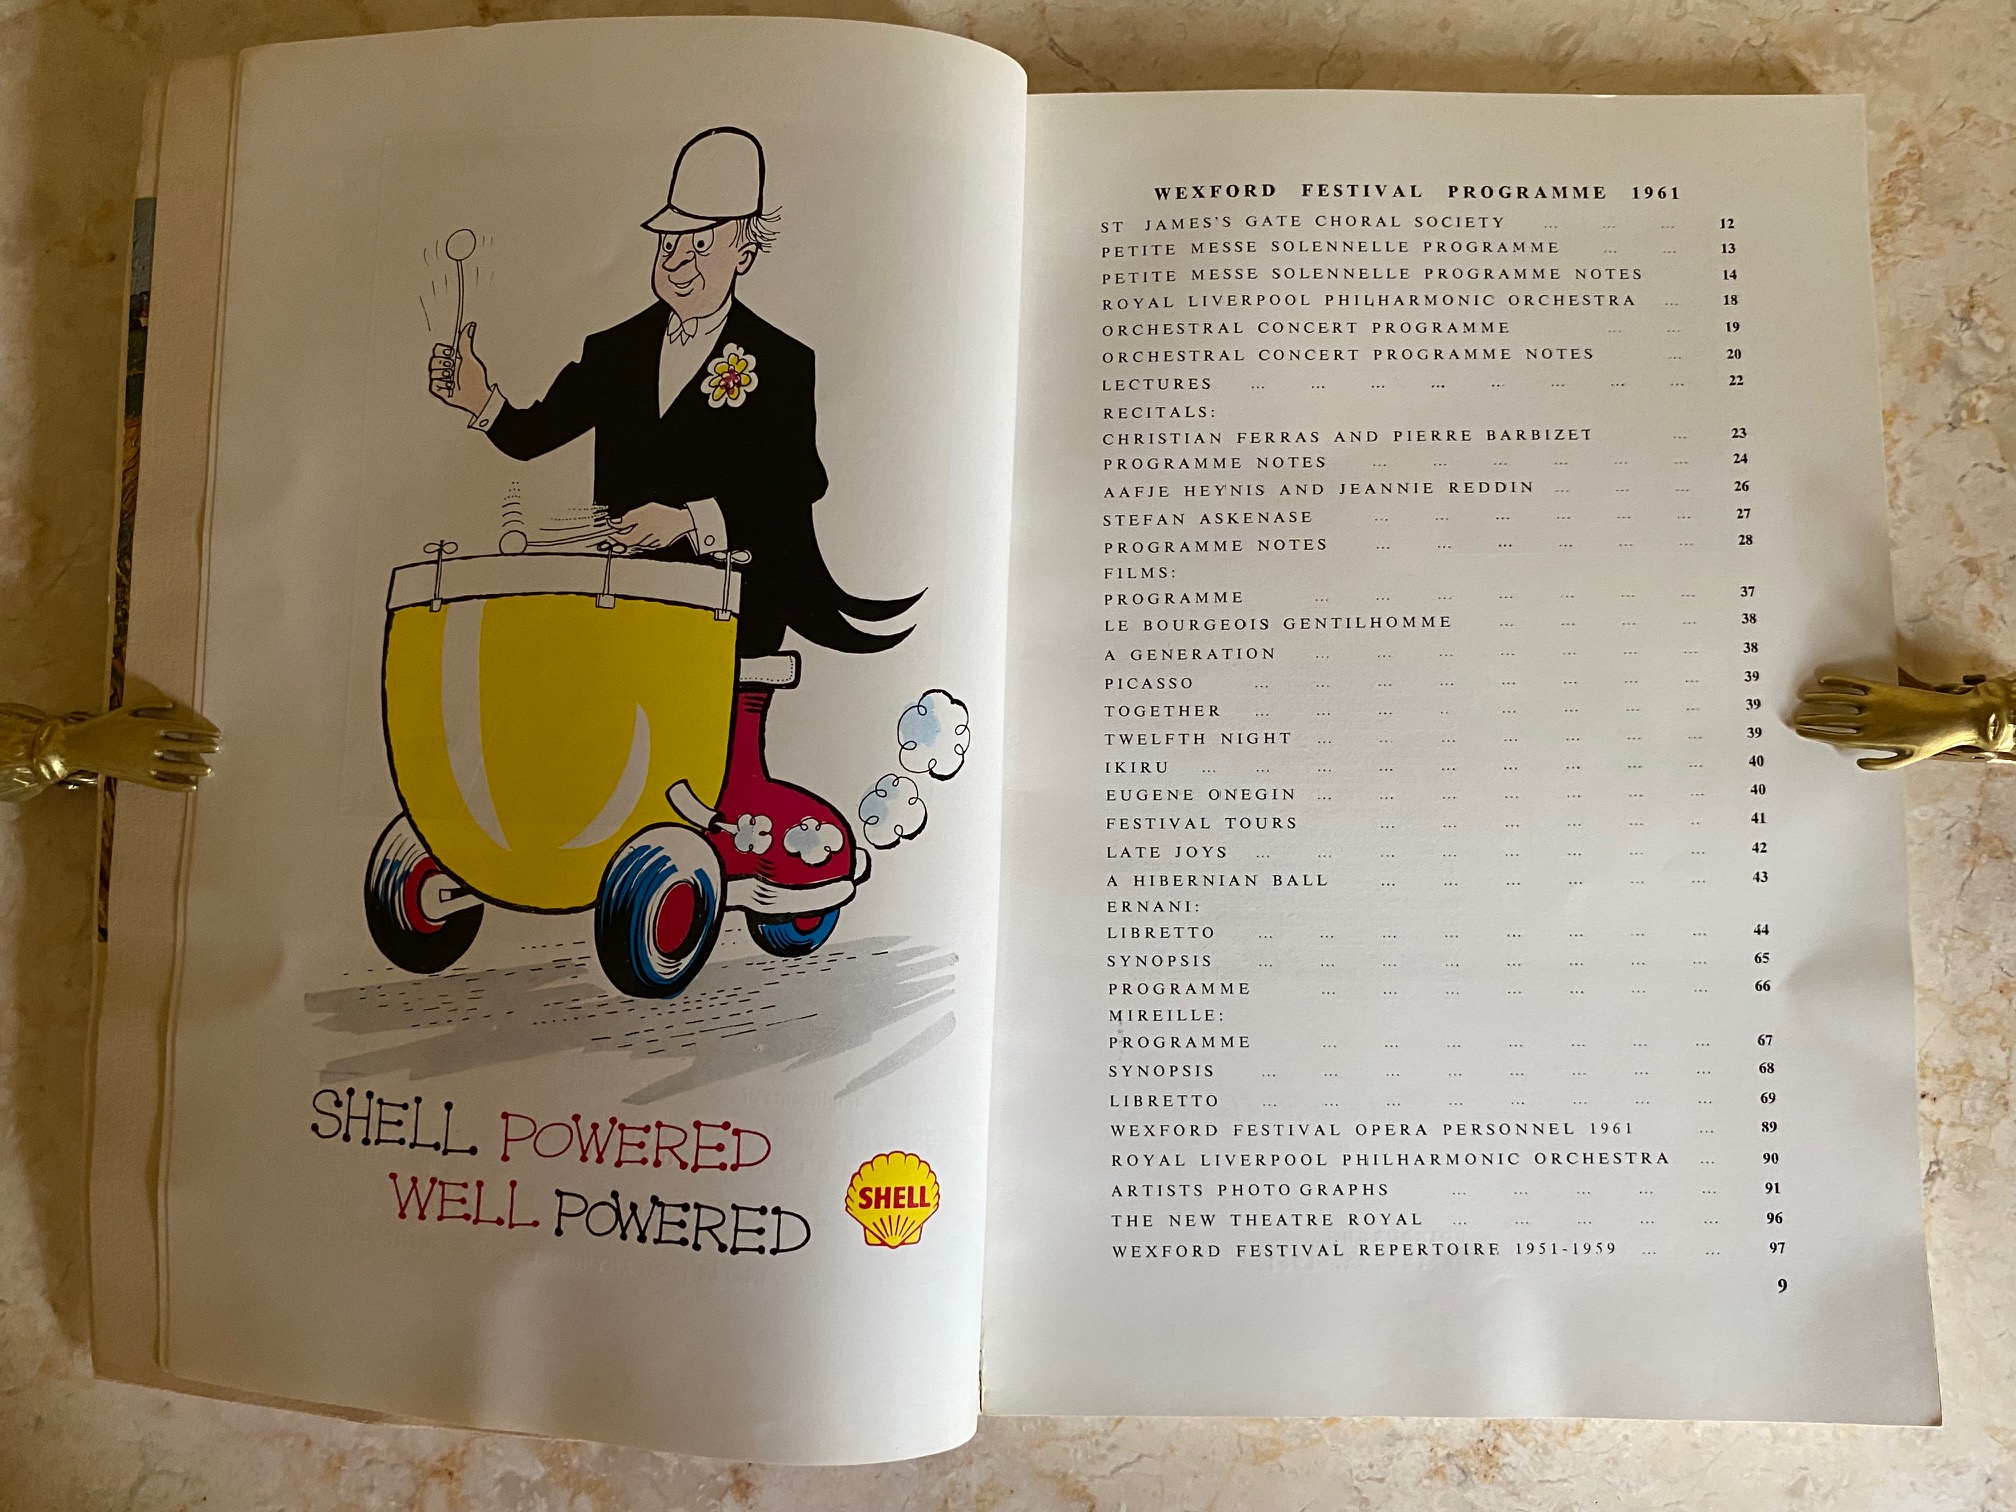 SHELL POWERED
WELL POWERED
SHELL
WEXFORD FESTIVAL PROGRAMME 1961
ST JAMES'S GATE CHORAL SOCIETY ... ... ... 12
PETITE MESSE SOLENNELLE PROGRAMME ... ... 13
PETITE MESSE SOLENNELLE PROGRAMME NOTES 14
ROYAL LIVERPOOL PHILHARMONIC ORCHESTRA ... 18
ORCHESTRAL CONCERT PROGRAMME ... ... 19
ORCHESTRAL CONCERT PROGRAMME NOTES ... 20
LECTURES ... ... ... ... ... ... ... ... 22
RECITALS:
CHRISTIAN FERRAS AND PIERRE BARBIZET ... 23
PROGRAMME NOTES ... ... ... ... ... ... 24
AAFJE HEYNIS AND JEANNIE REDDIN ... ... ... 26
STEFAN ASKENASE ... ... ... ... ... ... 27
PROGRAMME NOTES ... ... ... ... ... ... 28
FILMS:
PROGRAMME ... ... ... ... ... ... ... 37
LE BOURGEOIS GENTILHOMME ... ... ... ... 38
A GENERATION ... ... ... ... ... ... ... 38
PICASSO ... ... ... ... ... ... ... ... 39
TOGETHER ... ... ... ... ... ... ... ... 39
TWELFTH NIGHT ... ... ... ... ... ... ... 39
IKIRU ... ... ... ... ... ... ... ... ... 40
EUGENE ONEGIN ... ... ... ... ... ... ... 40
FESTIVAL TOURS ... ... ... ... ... .. 41
LATE JOYS ... ... ... ... ... ... ... ... 42
A HIBERNIAN BALL ... ... ... ... ... ... 43
ERNANI:
LIBRETTO ... ... ... ... ... ... ... ... 44
SYNOPSIS ... ... ... ... ... ... ... ... 65
PROGRAMME ... ... ... ... ... ... ... 66
MIREILLE:
PROGRAMME ... ... ... ... ... ... ... 67
SYNOPSIS ... ... ... ... ... ... ... ... 68
LIBRETTO ... ... ... ... ... ... ... ... 69
WEXFORD FESTIVAL OPERA PERSONNEL 1961 ... 89
ROYAL LIVERPOOL PHILHARMONIC ORCHESTRA ... 90
ARTISTS PHOTOGRAPHS ... ... ... ... ... 91
THE NEW THEATRE ROYAL ... ... ... ... ... 96
WEXFORD FESTIVAL REPERTOIRE 1951-1959 ... ... 97
9